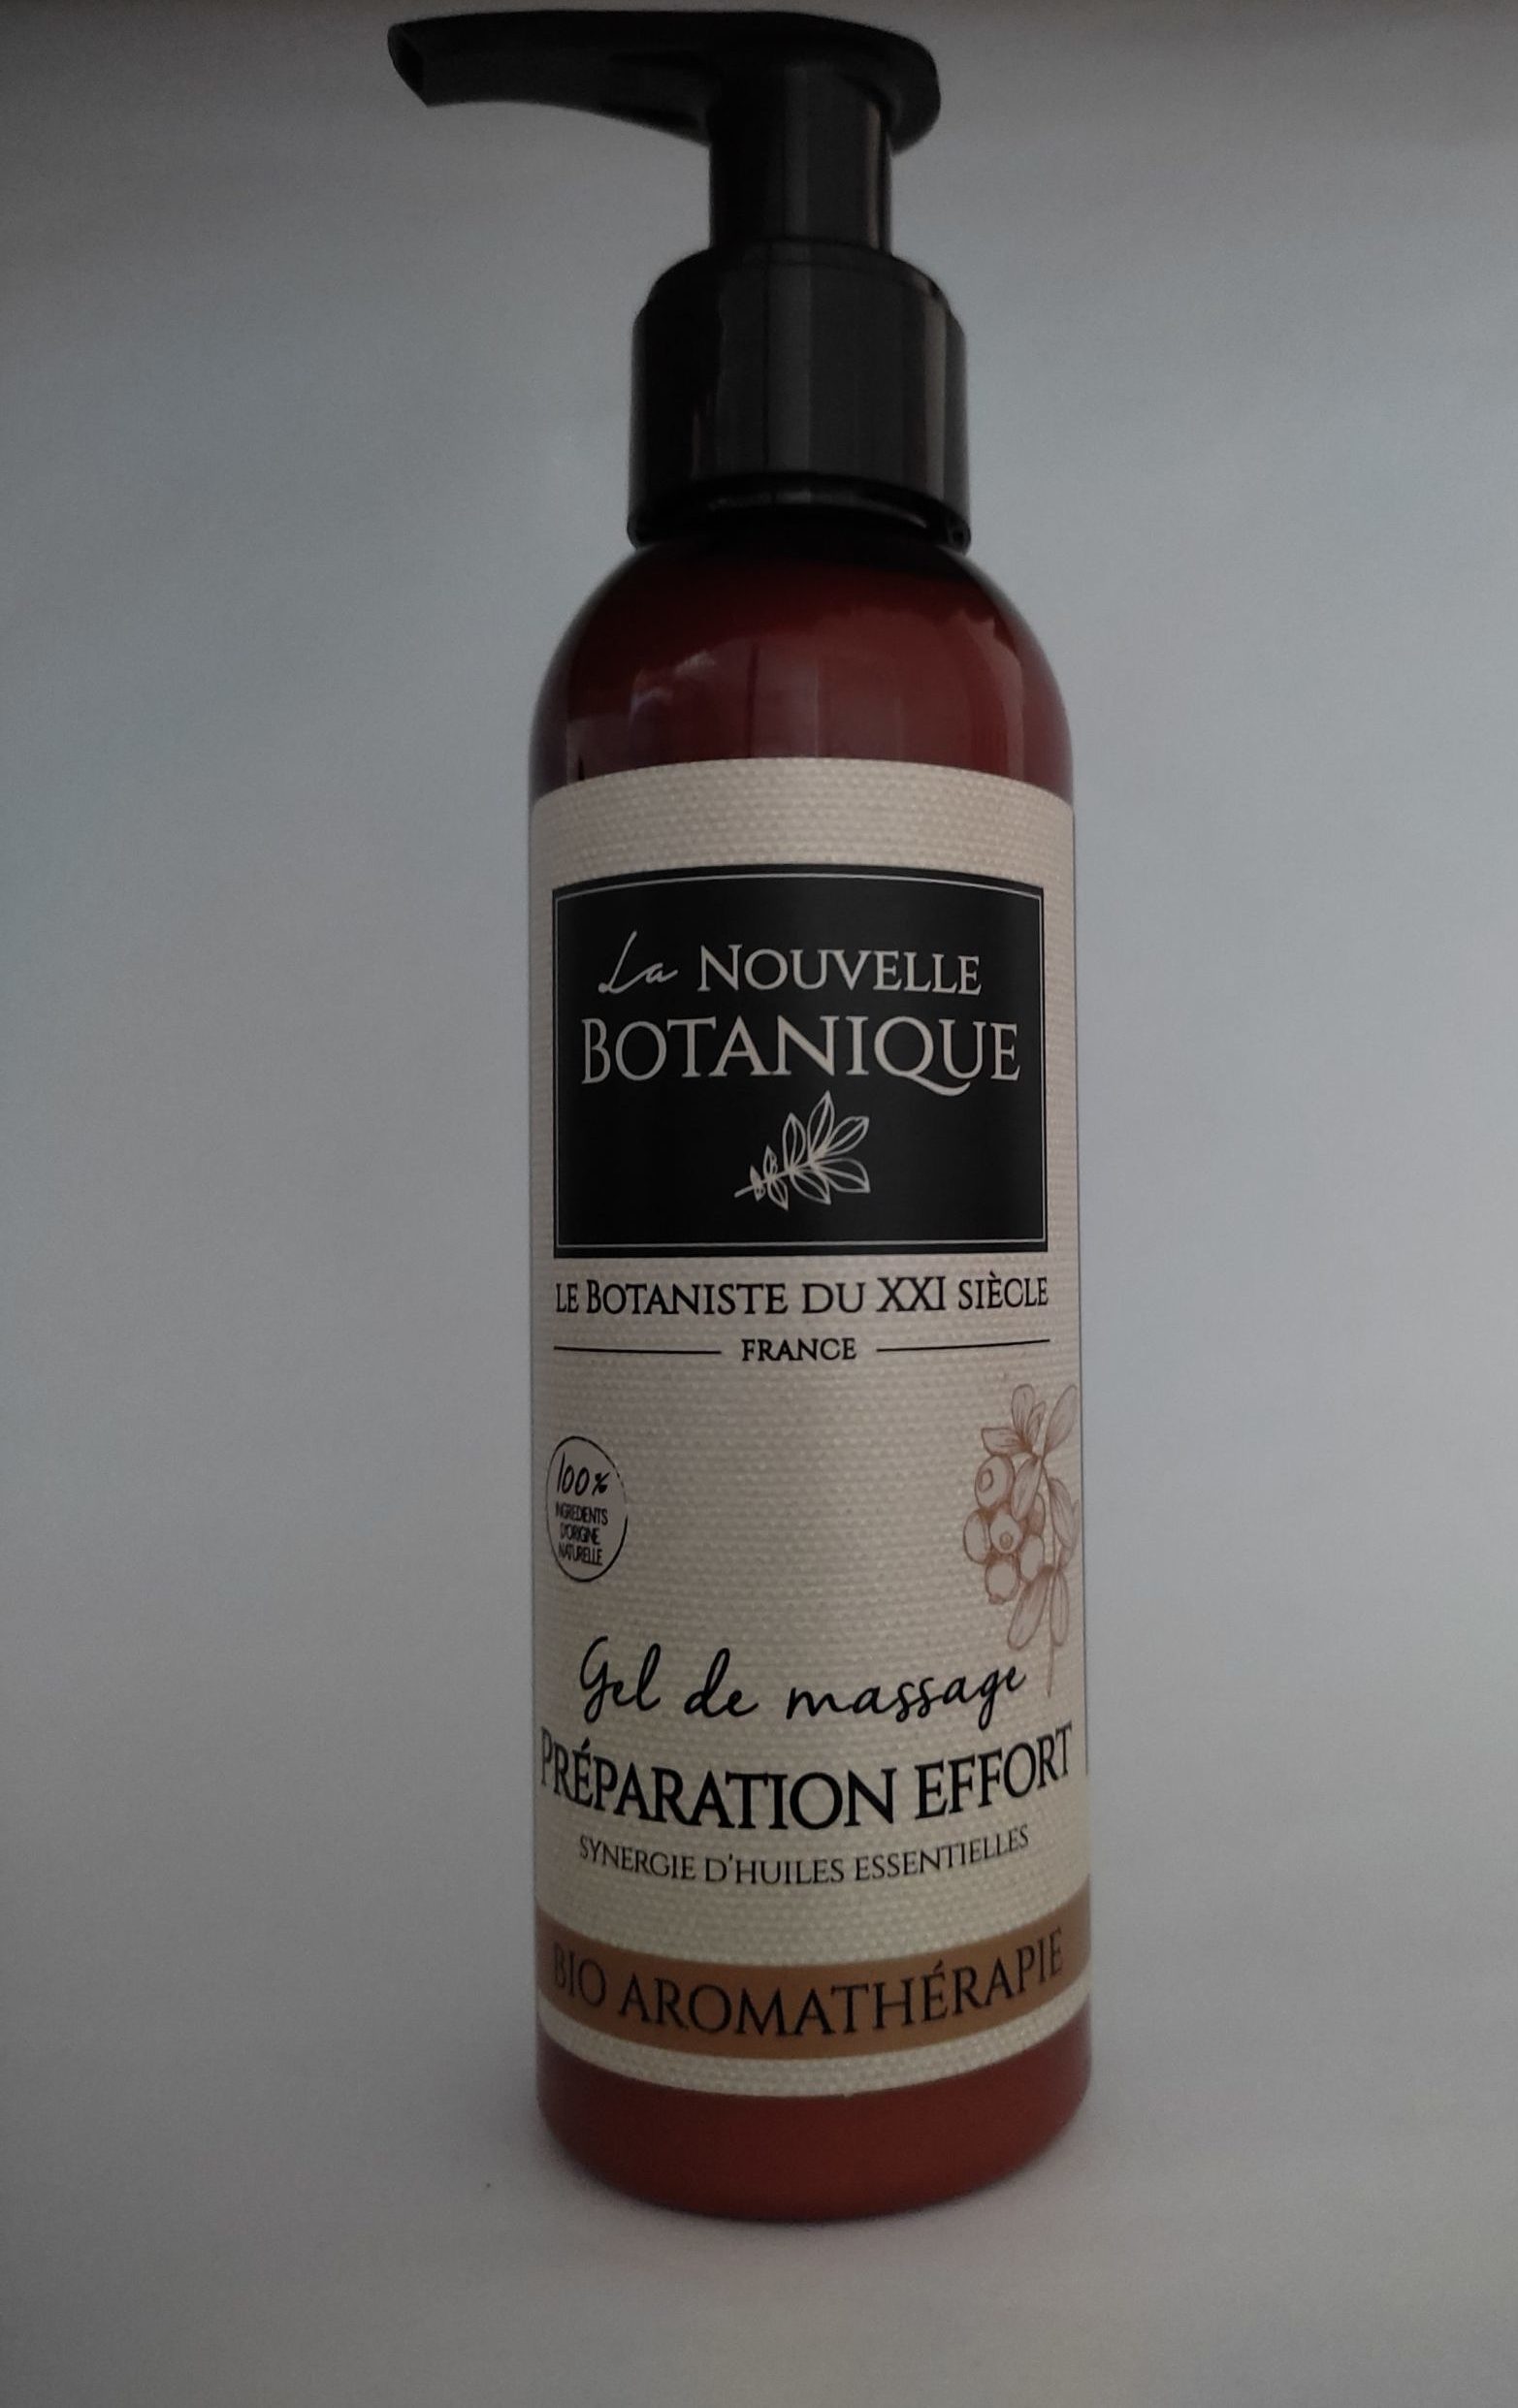 La NOUVELLE
BOTANIQUE
LE BOTANISTE DU XXI SIÈCLE
FRANCE
100%
INGREDIENTS
D'ORIGINE
NATURELLE
Gel de massage
PRÉPARATION EFFORT
SYNERGIE D'HUILES ESSENTIELLES
BIO AROMATHÉRAPIE